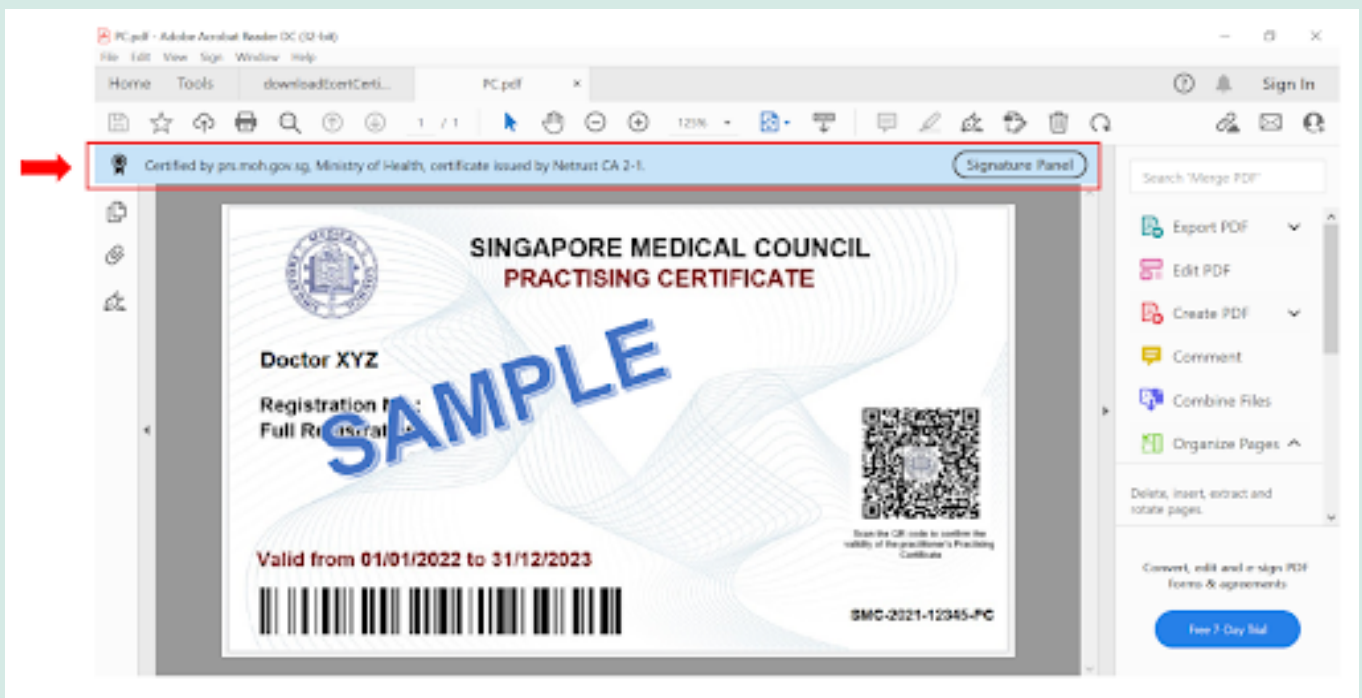 PC.pdf - Adobe Acrobat Reader DC (32-bit)
File Edit View Sign Window Help
Home Tools downloadEcertCerti... PC.pdf × Sign In
1 / 1 125%
Certified by prs.moh.gov.sg, Ministry of Health, certificate issued by Netrust CA 2-1. Signature Panel
Search 'Merge PDF'
Export PDF
Edit PDF
Create PDF
Comment
Combine Files
Organize Pages
Delete, insert, extract and
rotate pages.
Convert, edit and e-sign PDF
forms & agreements
Free 7-Day Trial
SINGAPORE MEDICAL COUNCIL
PRACTISING CERTIFICATE
Doctor XYZ
SAMPLE
Registration
Full
Scan the QR code to confirm the
validity of the practitioner's Practising
Certificate
Valid from 01/01/2022 to 31/12/2023
SMC-2021-12345-PC